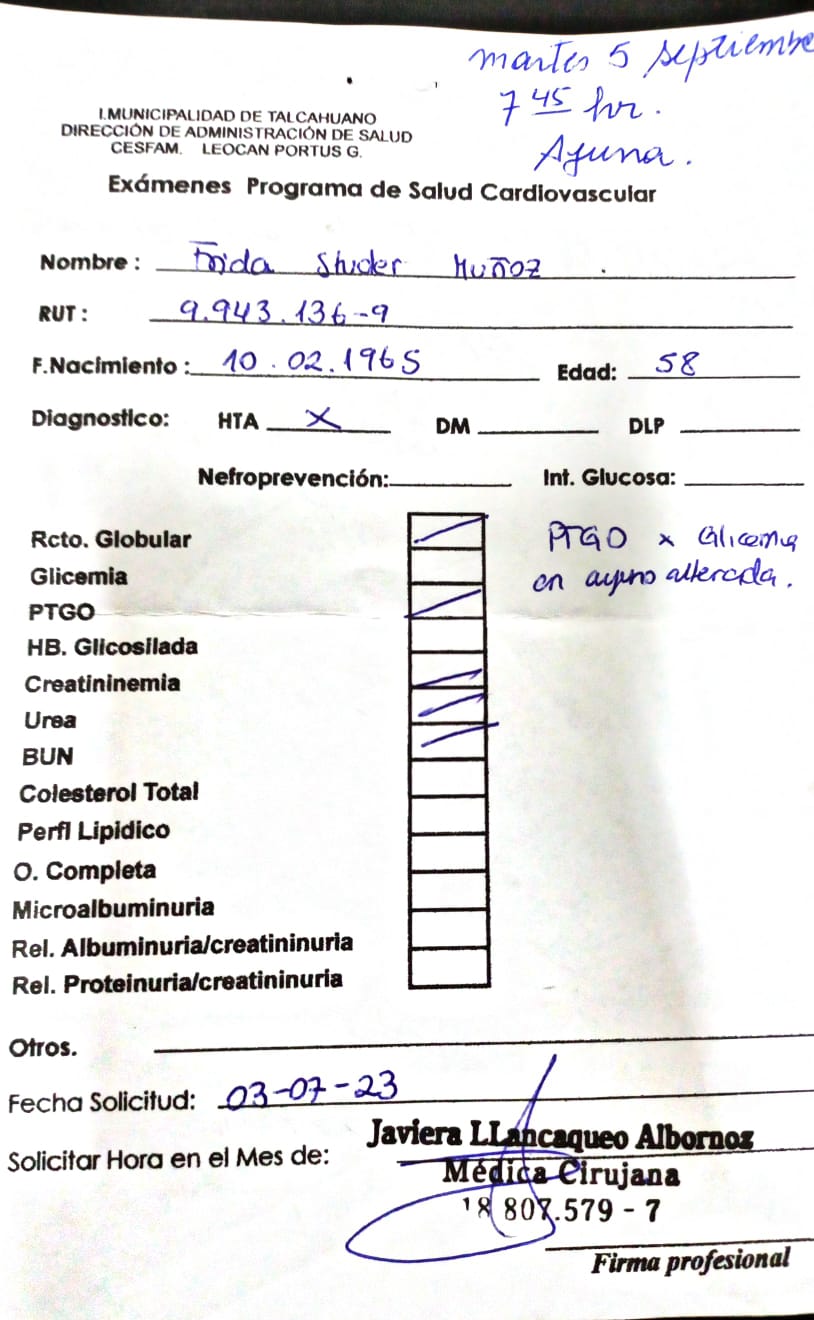 martes 5 septiembre
7 45 hr.
Ayuna.
I.MUNICIPALIDAD DE TALCAHUANO
DIRECCIÓN DE ADMINISTRACIÓN DE SALUD
CESFAM. LEOCAN PORTUS G.
Exámenes Programa de Salud Cardiovascular
Nombre : Frida Studer Muñoz
RUT : 9.943.136-9
F.Nacimiento : 10.02.1965 Edad: 58
Diagnostico: HTA X DM DLP
Nefroprevención: Int. Glucosa:
Rcto. Globular
PTGO x Glicemia
Glicemia
en ayuno alterada.
PTGO
HB. Glicosilada
Creatininemia
Urea
BUN
Colesterol Total
Perfil Lipidico
O. Completa
Microalbuminuria
Rel. Albuminuria/creatininuria
Rel. Proteinuria/creatininuria
Otros.
Fecha Solicitud: 03-07-23
Javiera LLancaqueo Albornoz
Solicitar Hora en el Mes de:
Médica Cirujana
18 807.579 - 7
Firma profesional